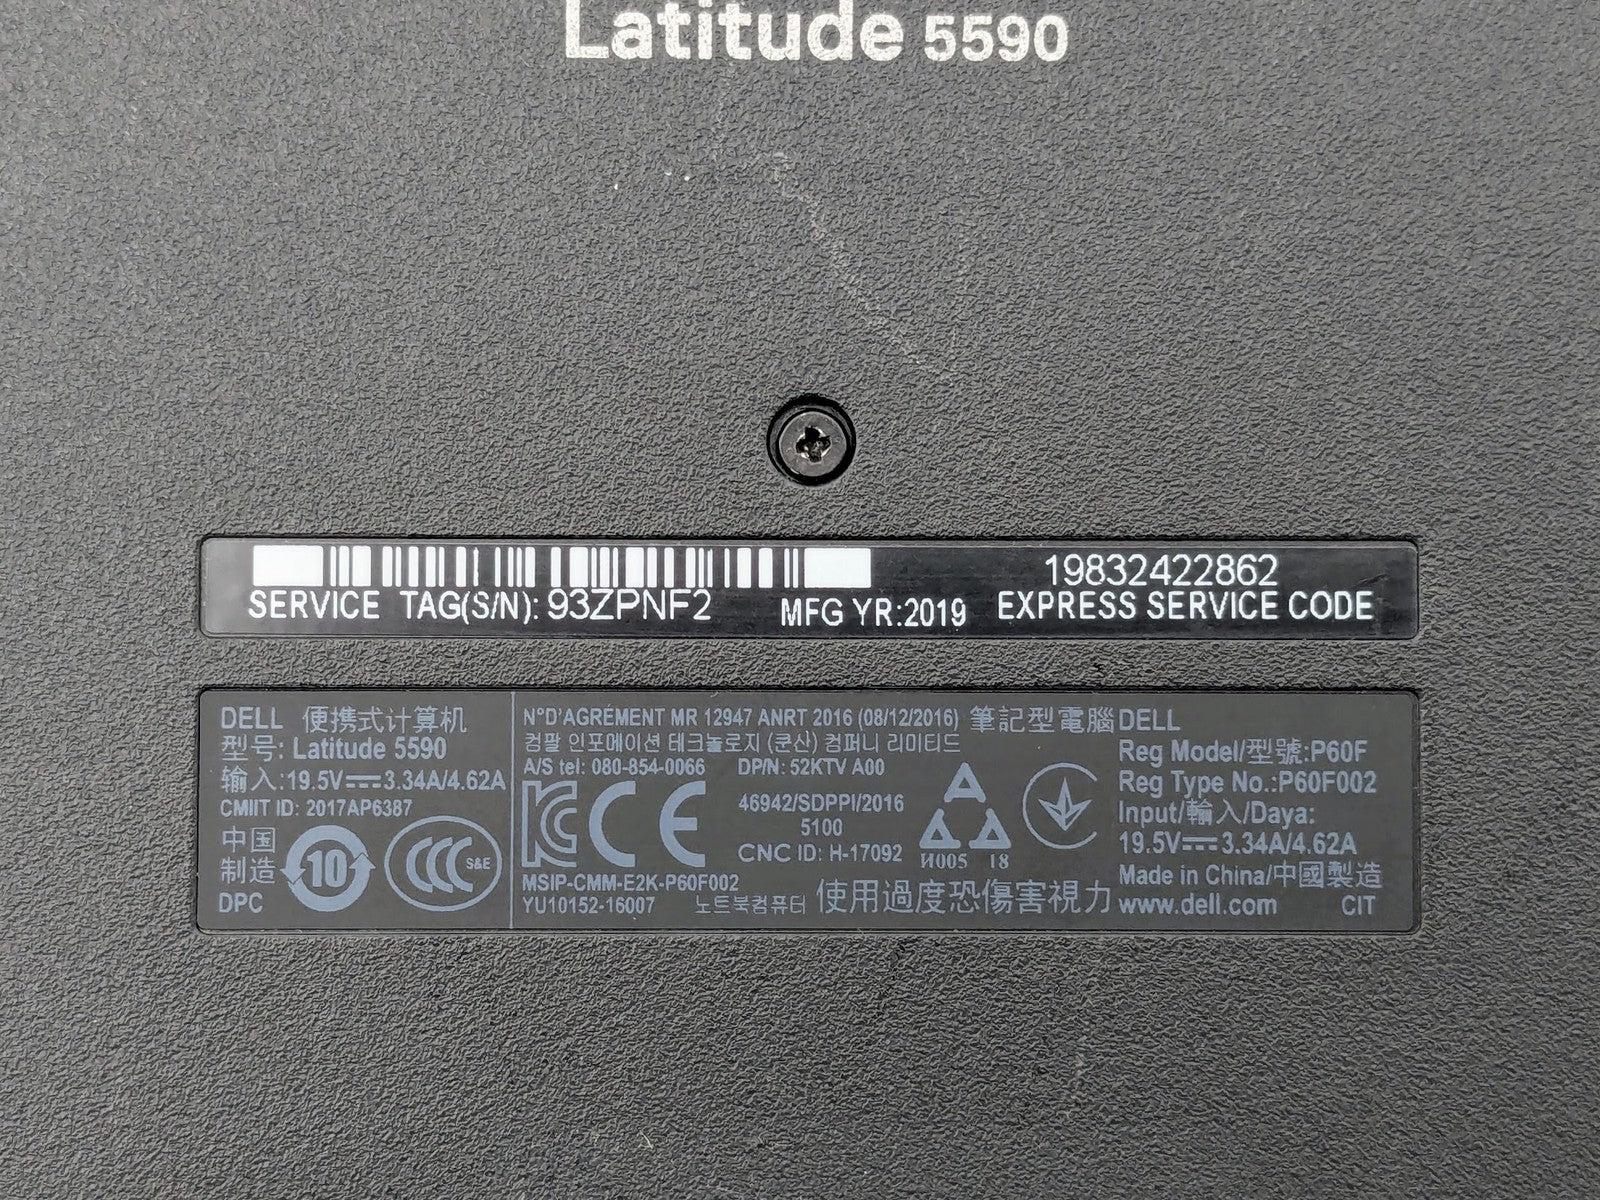 Latitude 5590
SERVICE TAG(S/N): 93ZPNF2
MFG YR:2019
19832422862
EXPRESS SERVICE CODE
DELL 便携式计算机
型号: Latitude 5590
输入:19.5V⎓3.34A/4.62A
CMIIT ID: 2017AP6387
中国
制造
DPC
10
CCC S&E
N°D'AGRÉMENT MR 12947 ANRT 2016 (08/12/2016)
컴팔 인포메이션 테크놀로지 (쿤산) 컴퍼니 리미티드
A/S tel: 080-854-0066 DP/N: 52KTV A00
KC CE
46942/SDPPI/2016
5100
CNC ID: H-17092
MSIP-CMM-E2K-P60F002
YU10152-16007 노트북컴퓨터
И005 18
使用過度恐傷害視力
筆記型電腦 DELL
Reg Model/型號:P60F
Reg Type No.:P60F002
Input/輸入/Daya:
19.5V⎓3.34A/4.62A
Made in China/中國製造
www.dell.com CIT